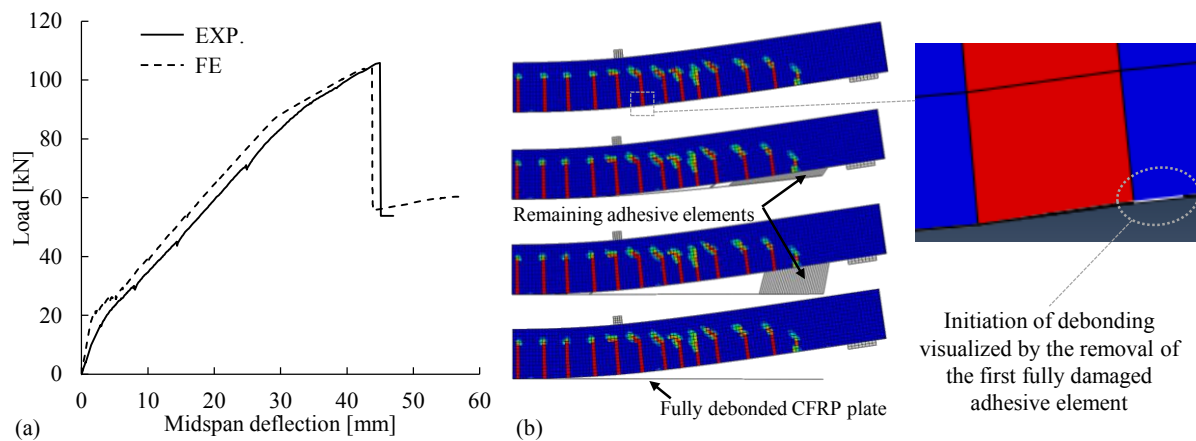 120
100
80
60
40
20
0
EXP.
FE
Load [kN]
0 10 20 30 40 50 60
Midspan deflection [mm]
(a)
(b)
Remaining adhesive elements
Fully debonded CFRP plate
Initiation of debonding
visualized by the removal of
the first fully damaged
adhesive element